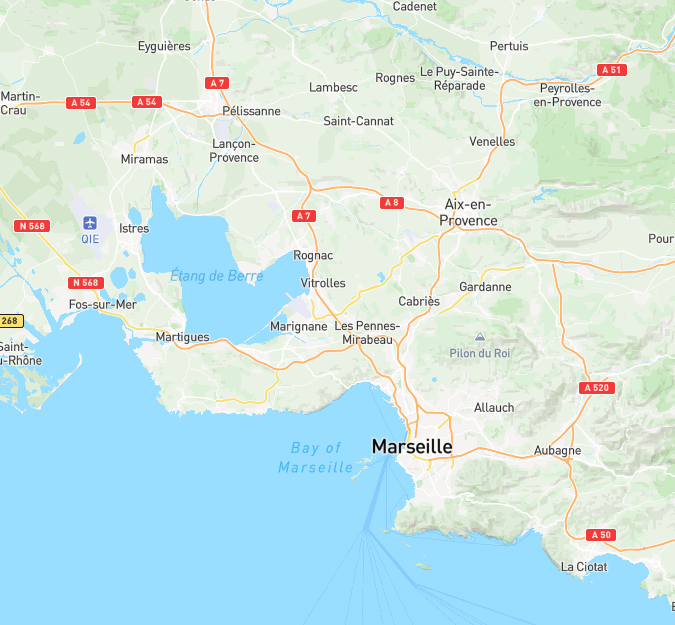 Cadenet
Eyguières
Pertuis
A 7
Rognes
Le Puy-Sainte-
Réparade
A 51
Lambesc
Peyrolles-
en-Provence
Martin-
Crau
A 54
A 54
Pélissanne
Saint-Cannat
Venelles
Lançon-
Provence
Miramas
A 8
Aix-en-
Provence
A 7
N 568
Istres
QIE
Pour
Rognac
Étang de Berre
Vitrolles
N 568
Gardanne
Fos-sur-Mer
Cabriès
268
Marignane
Les Pennes-
Mirabeau
Martigues
Saint-
u-Rhône
Pilon du Roi
A 520
Allauch
Bay of
Marseille
Marseille
Aubagne
A 50
La Ciotat